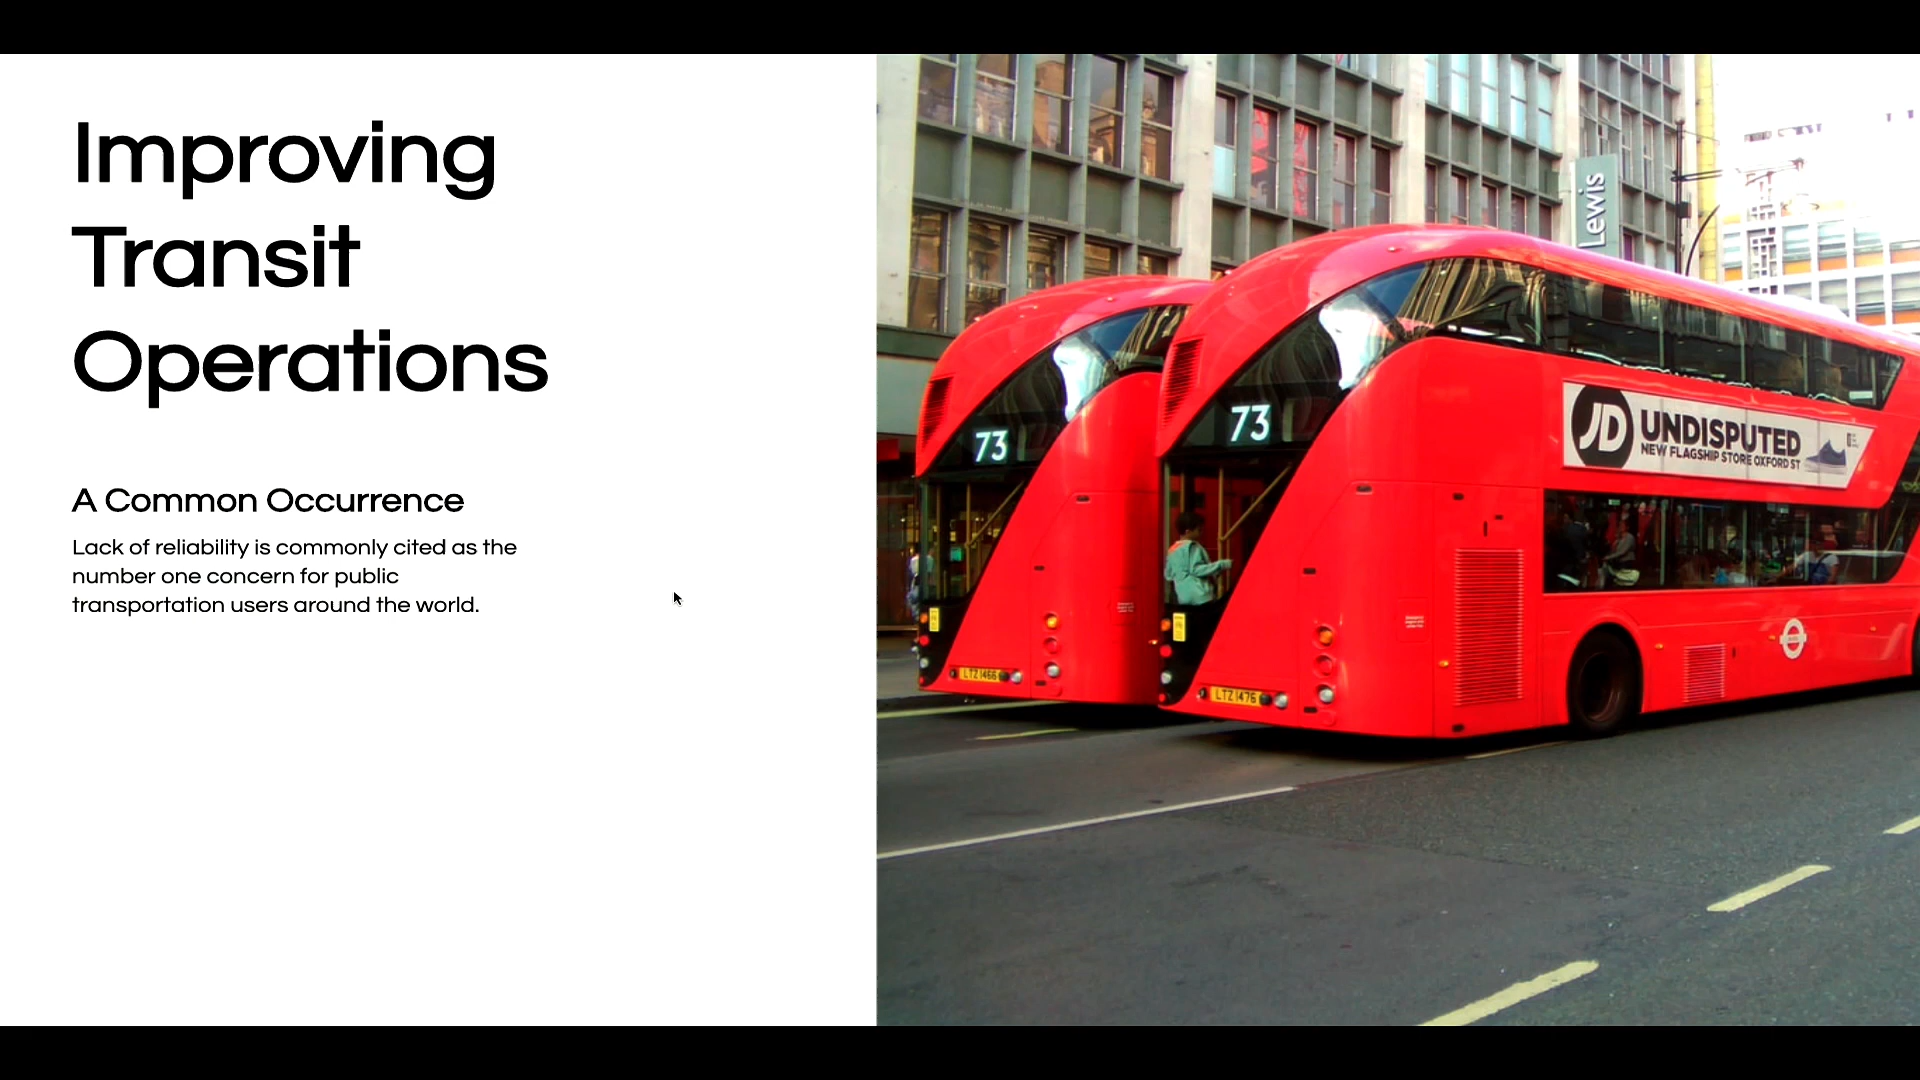 Improving
Transit
Operations
A Common Occurrence
Lack of reliability is commonly cited as the
number one concern for public
transportation users around the world.
Lewis
73
73
JD UNDISPUTED
NEW FLAGSHIP STORE OXFORD ST
LTZ 1466
LTZ 1476